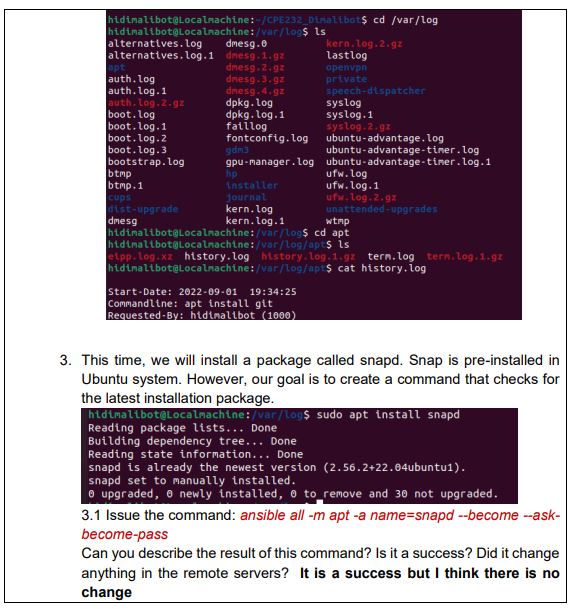 hidimalibot@Localmachine:~/CPE232_Dimalibot$ cd /var/log
hidimalibot@Localmachine:/var/log$ ls
alternatives.log dmesg.0 kern.log.2.gz
alternatives.log.1 dmesg.1.gz lastlog
apt dmesg.2.gz openvpn
auth.log dmesg.3.gz private
auth.log.1 dmesg.4.gz speech-dispatcher
auth.log.2.gz dpkg.log syslog
boot.log dpkg.log.1 syslog.1
boot.log.1 faillog syslog.2.gz
boot.log.2 fontconfig.log ubuntu-advantage.log
boot.log.3 gdm3 ubuntu-advantage-timer.log
bootstrap.log gpu-manager.log ubuntu-advantage-timer.log.1
btmp hp ufw.log
btmp.1 installer ufw.log.1
cups journal ufw.log.2.gz
dist-upgrade kern.log unattended-upgrades
dmesg kern.log.1 wtmp
hidimalibot@Localmachine:/var/log$ cd apt
hidimalibot@Localmachine:/var/log/apt$ ls
eipp.log.xz history.log history.log.1.gz term.log term.log.1.gz
hidimalibot@Localmachine:/var/log/apt$ cat history.log
Start-Date: 2022-09-01 19:34:25
Commandline: apt install git
Requested-By: hidimalibot (1000)
3. This time, we will install a package called snapd. Snap is pre-installed in
Ubuntu system. However, our goal is to create a command that checks for
the latest installation package.
hidimalibot@Localmachine:/var/log$ sudo apt install snapd
Reading package lists... Done
Building dependency tree... Done
Reading state information... Done
snapd is already the newest version (2.56.2+22.04ubuntu1).
snapd set to manually installed.
0 upgraded, 0 newly installed, 0 to remove and 30 not upgraded.
3.1 Issue the command: ansible all -m apt -a name=snapd --become --ask-
become-pass
Can you describe the result of this command? Is it a success? Did it change
anything in the remote servers? It is a success but I think there is no
change